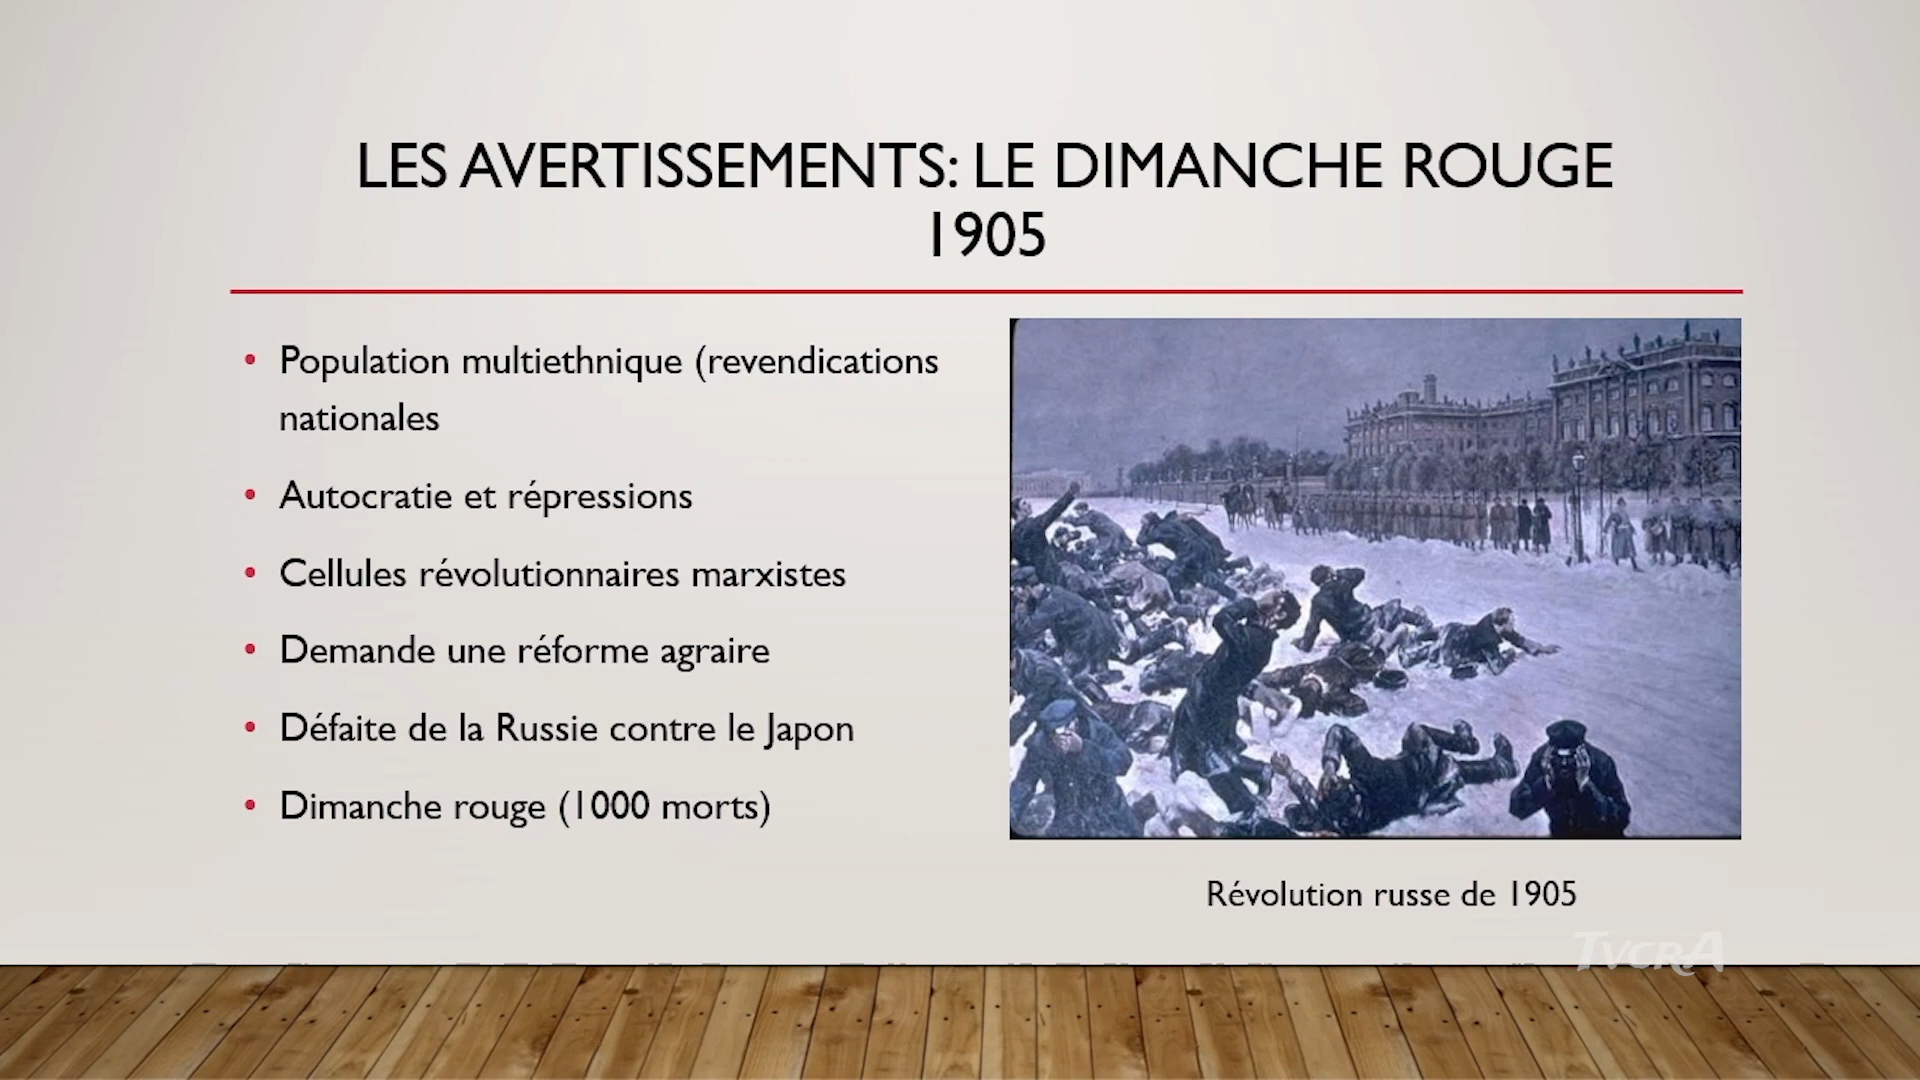 LES AVERTISSEMENTS: LE DIMANCHE ROUGE
1905
• Population multiethnique (revendications
nationales
• Autocratie et répressions
• Cellules révolutionnaires marxistes
• Demande une réforme agraire
• Défaite de la Russie contre le Japon
• Dimanche rouge (1000 morts)
Révolution russe de 1905
TVCRA